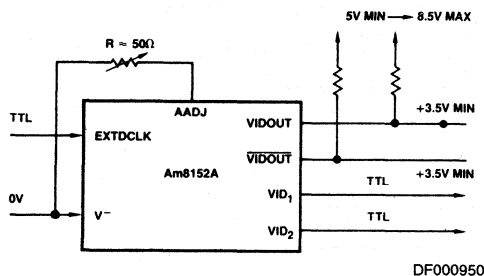 5V MIN → 8.5V MAX
R ≈ 50Ω
AADJ
TTL
EXTDCLK
VIDOUT
+3.5V MIN
VIDOUT
+3.5V MIN
Am8152A
VID1
TTL
0V
V−
VID2
TTL
DF000950